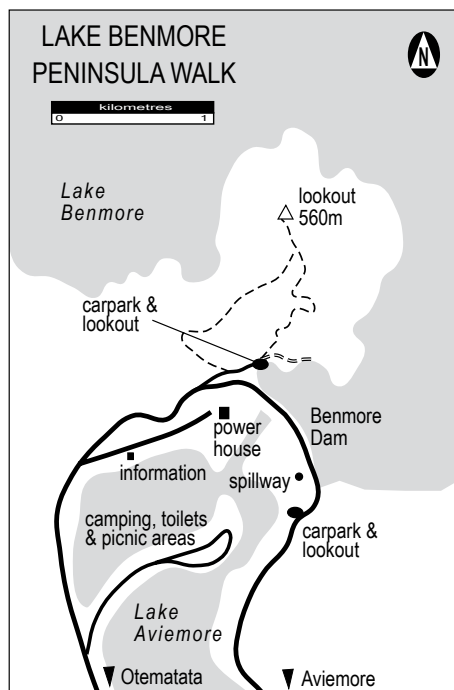 LAKE BENMORE
PENINSULA WALK
N
kilometres
0 1
Lake
Benmore
lookout
560m
carpark &
lookout
Benmore
Dam
power
house
information
spillway
camping, toilets
& picnic areas
carpark &
lookout
Lake
Aviemore
Otematata
Aviemore